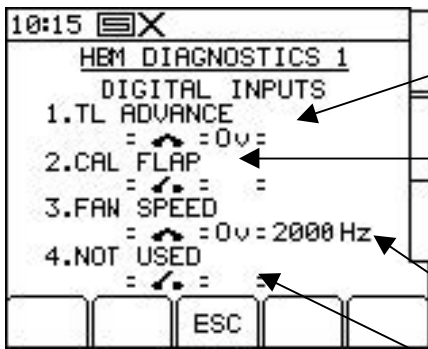 10:15
HBM DIAGNOSTICS 1
DIGITAL INPUTS
1.TL ADVANCE
: : 0v :
2.CAL FLAP
: : :
3.FAN SPEED
: : 0v : 2000 Hz
4.NOT USED
: : :
ESC